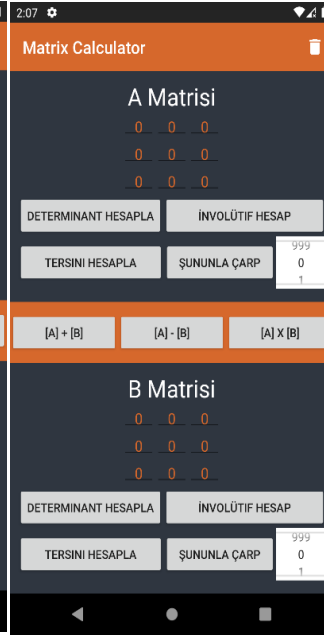 2:07
Matrix Calculator
A Matrisi
0 0 0
0 0 0
0 0 0
DETERMINANT HESAPLA İNVOLÜTİF HESAP
TERSINI HESAPLA ŞUNUNLA ÇARP
999
0
1
[A] + [B] [A] - [B] [A] X [B]
B Matrisi
0 0 0
0 0 0
0 0 0
DETERMINANT HESAPLA İNVOLÜTİF HESAP
TERSINI HESAPLA ŞUNUNLA ÇARP
999
0
1